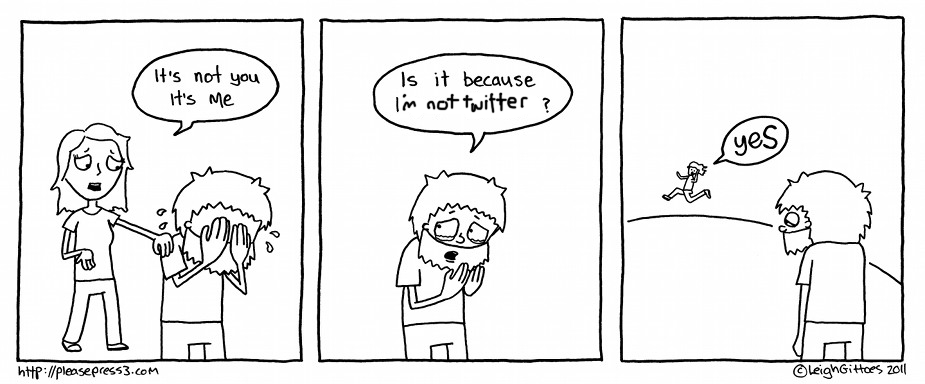 It's not you
It's Me
Is it because
I'm not twitter ?
yes
http://pleasepress3.com
©LeighGittoes 2011